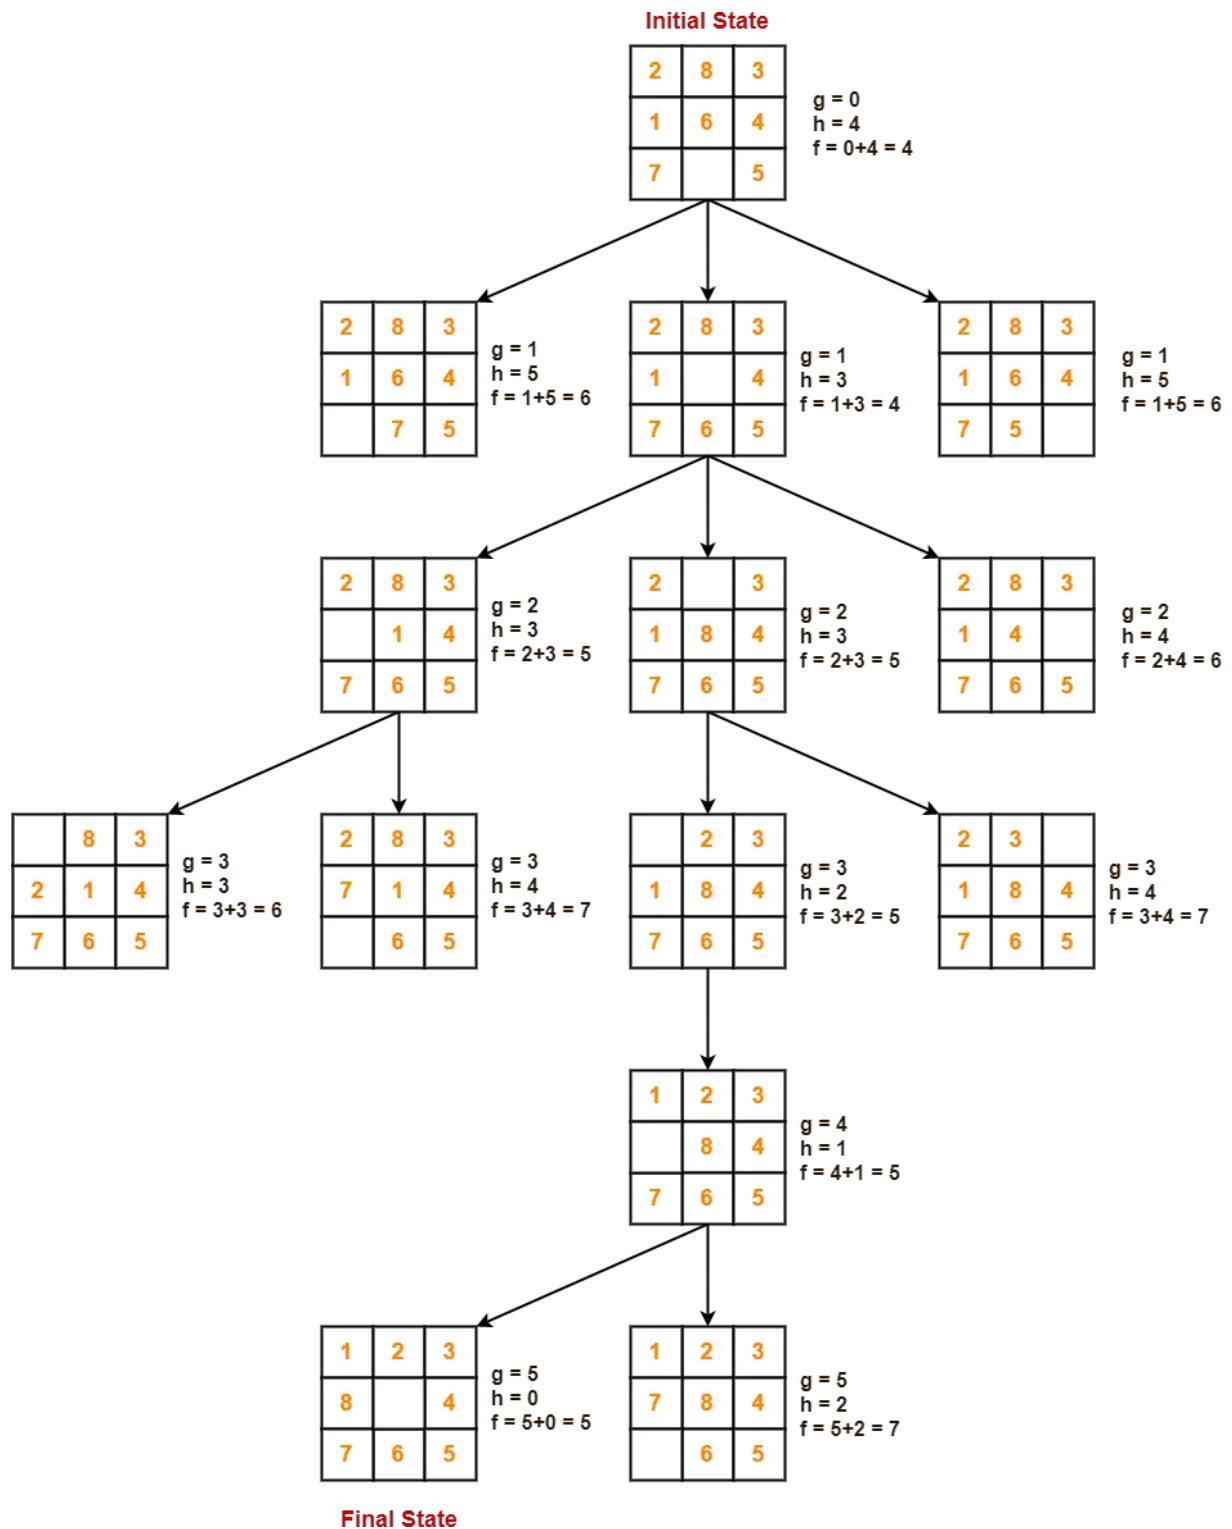 Initial State
2 8 3
1 6 4
7 5
g = 0
h = 4
f = 0+4 = 4
2 8 3
1 6 4
7 5
g = 1
h = 5
f = 1+5 = 6
2 8 3
1 4
7 6 5
g = 1
h = 3
f = 1+3 = 4
2 8 3
1 6 4
7 5
g = 1
h = 5
f = 1+5 = 6
2 8 3
1 4
7 6 5
g = 2
h = 3
f = 2+3 = 5
2 3
1 8 4
7 6 5
g = 2
h = 3
f = 2+3 = 5
2 8 3
1 4
7 6 5
g = 2
h = 4
f = 2+4 = 6
8 3
2 1 4
7 6 5
g = 3
h = 3
f = 3+3 = 6
2 8 3
7 1 4
6 5
g = 3
h = 4
f = 3+4 = 7
2 3
1 8 4
7 6 5
g = 3
h = 2
f = 3+2 = 5
2 3
1 8 4
7 6 5
g = 3
h = 4
f = 3+4 = 7
1 2 3
8 4
7 6 5
g = 4
h = 1
f = 4+1 = 5
1 2 3
8 4
7 6 5
g = 5
h = 0
f = 5+0 = 5
1 2 3
7 8 4
6 5
g = 5
h = 2
f = 5+2 = 7
Final State